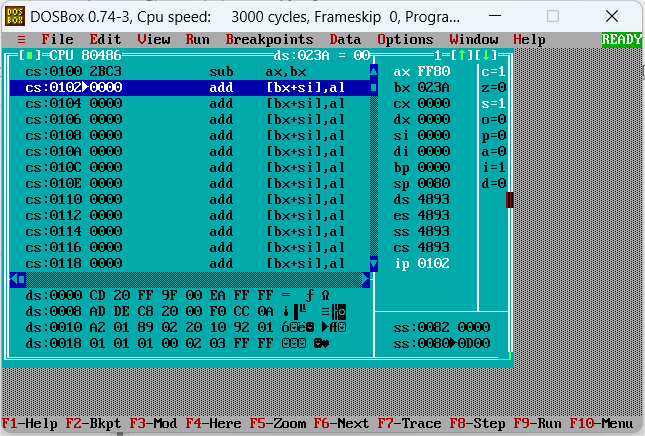 DOSBox 0.74-3, Cpu speed: 3000 cycles, Frameskip 0, Progra...
≡ File Edit View Run Breakpoints Data Options Window Help READY
[■]=CPU 80486 ds:023A = 00 1=[↑][↓]
cs:0100 2BC3 sub ax,bx ax FF80 c=1
cs:0102►0000 add [bx+si],al bx 023A z=0
cs:0104 0000 add [bx+si],al cx 0000 s=1
cs:0106 0000 add [bx+si],al dx 0000 o=0
cs:0108 0000 add [bx+si],al si 0000 p=0
cs:010A 0000 add [bx+si],al di 0000 a=0
cs:010C 0000 add [bx+si],al bp 0000 i=1
cs:010E 0000 add [bx+si],al sp 0080 d=0
cs:0110 0000 add [bx+si],al ds 4893
cs:0112 0000 add [bx+si],al es 4893
cs:0114 0000 add [bx+si],al ss 4893
cs:0116 0000 add [bx+si],al cs 4893
cs:0118 0000 add [bx+si],al ip 0102
ds:0000 CD 20 FF 9F 00 EA FF FF = ƒ Ω
ds:0008 AD DE C8 20 00 F0 CC 0A
ds:0010 A2 01 89 02 20 10 92 01 ss:0082 0000
ds:0018 01 01 01 00 02 03 FF FF ss:0080►0D00
F1-Help F2-Bkpt F3-Mod F4-Here F5-Zoom F6-Next F7-Trace F8-Step F9-Run F10-Menu